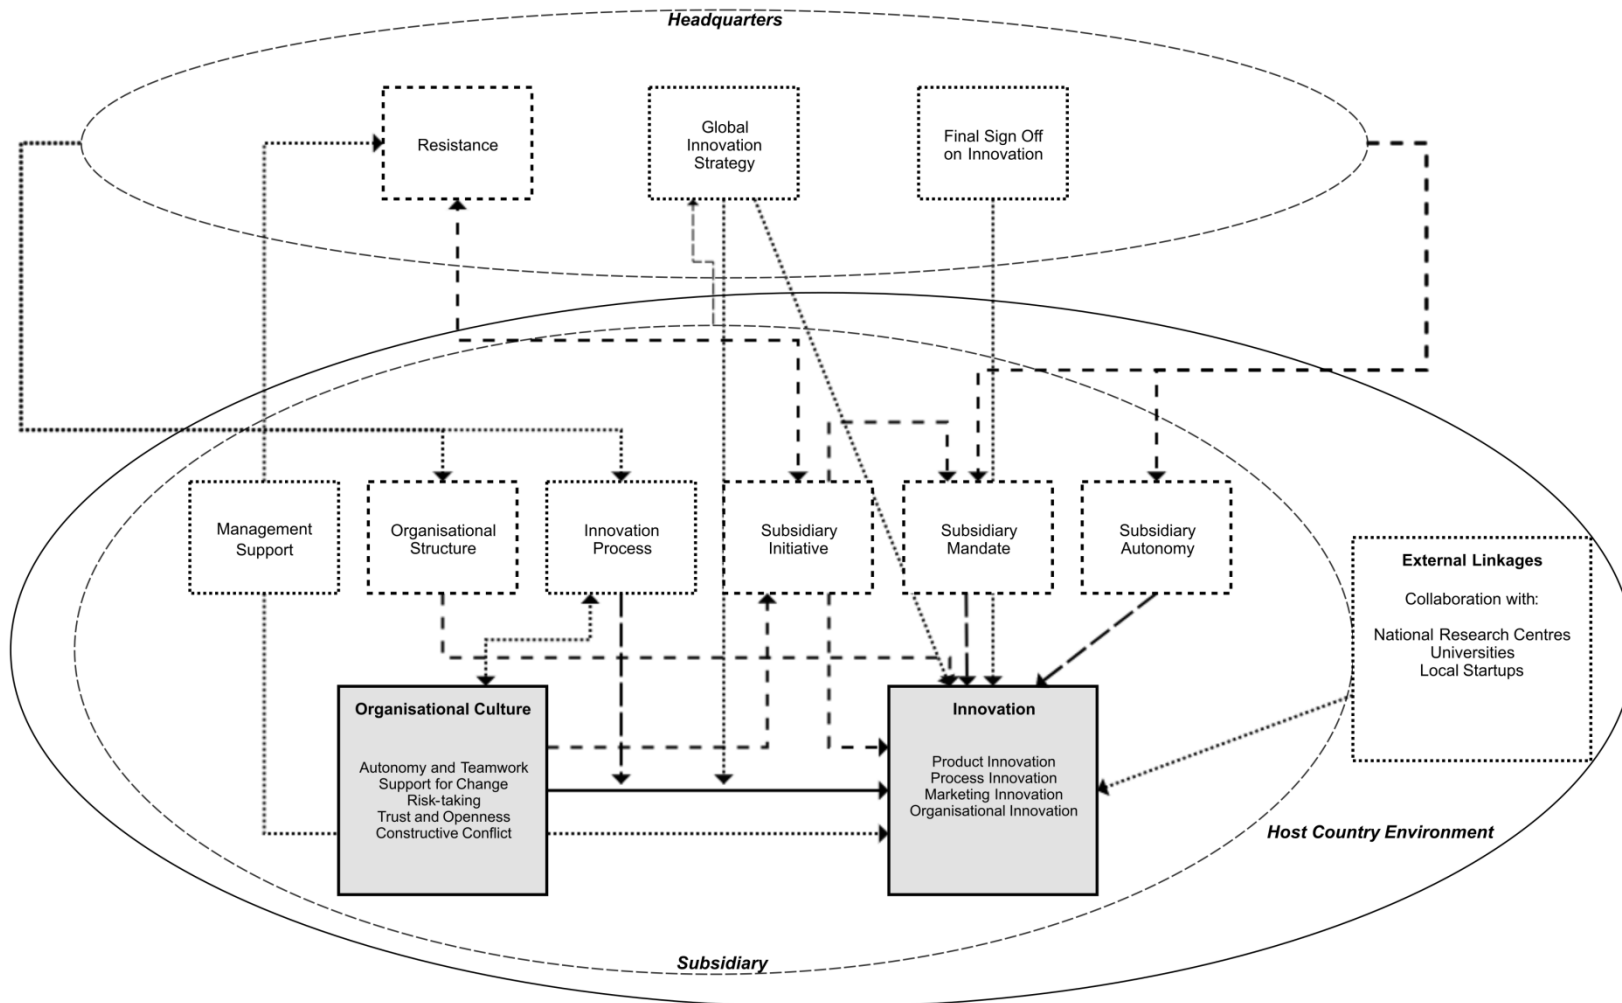 Headquarters
Resistance
Global
Innovation
Strategy
Final Sign Off
on Innovation
Management
Support
Organisational
Structure
Innovation
Process
Subsidiary
Initiative
Subsidiary
Mandate
Subsidiary
Autonomy
External Linkages
Collaboration with:
National Research Centres
Universities
Local Startups
Organisational Culture
Autonomy and Teamwork
Support for Change
Risk-taking
Trust and Openness
Constructive Conflict
Innovation
Product Innovation
Process Innovation
Marketing Innovation
Organisational Innovation
Host Country Environment
Subsidiary